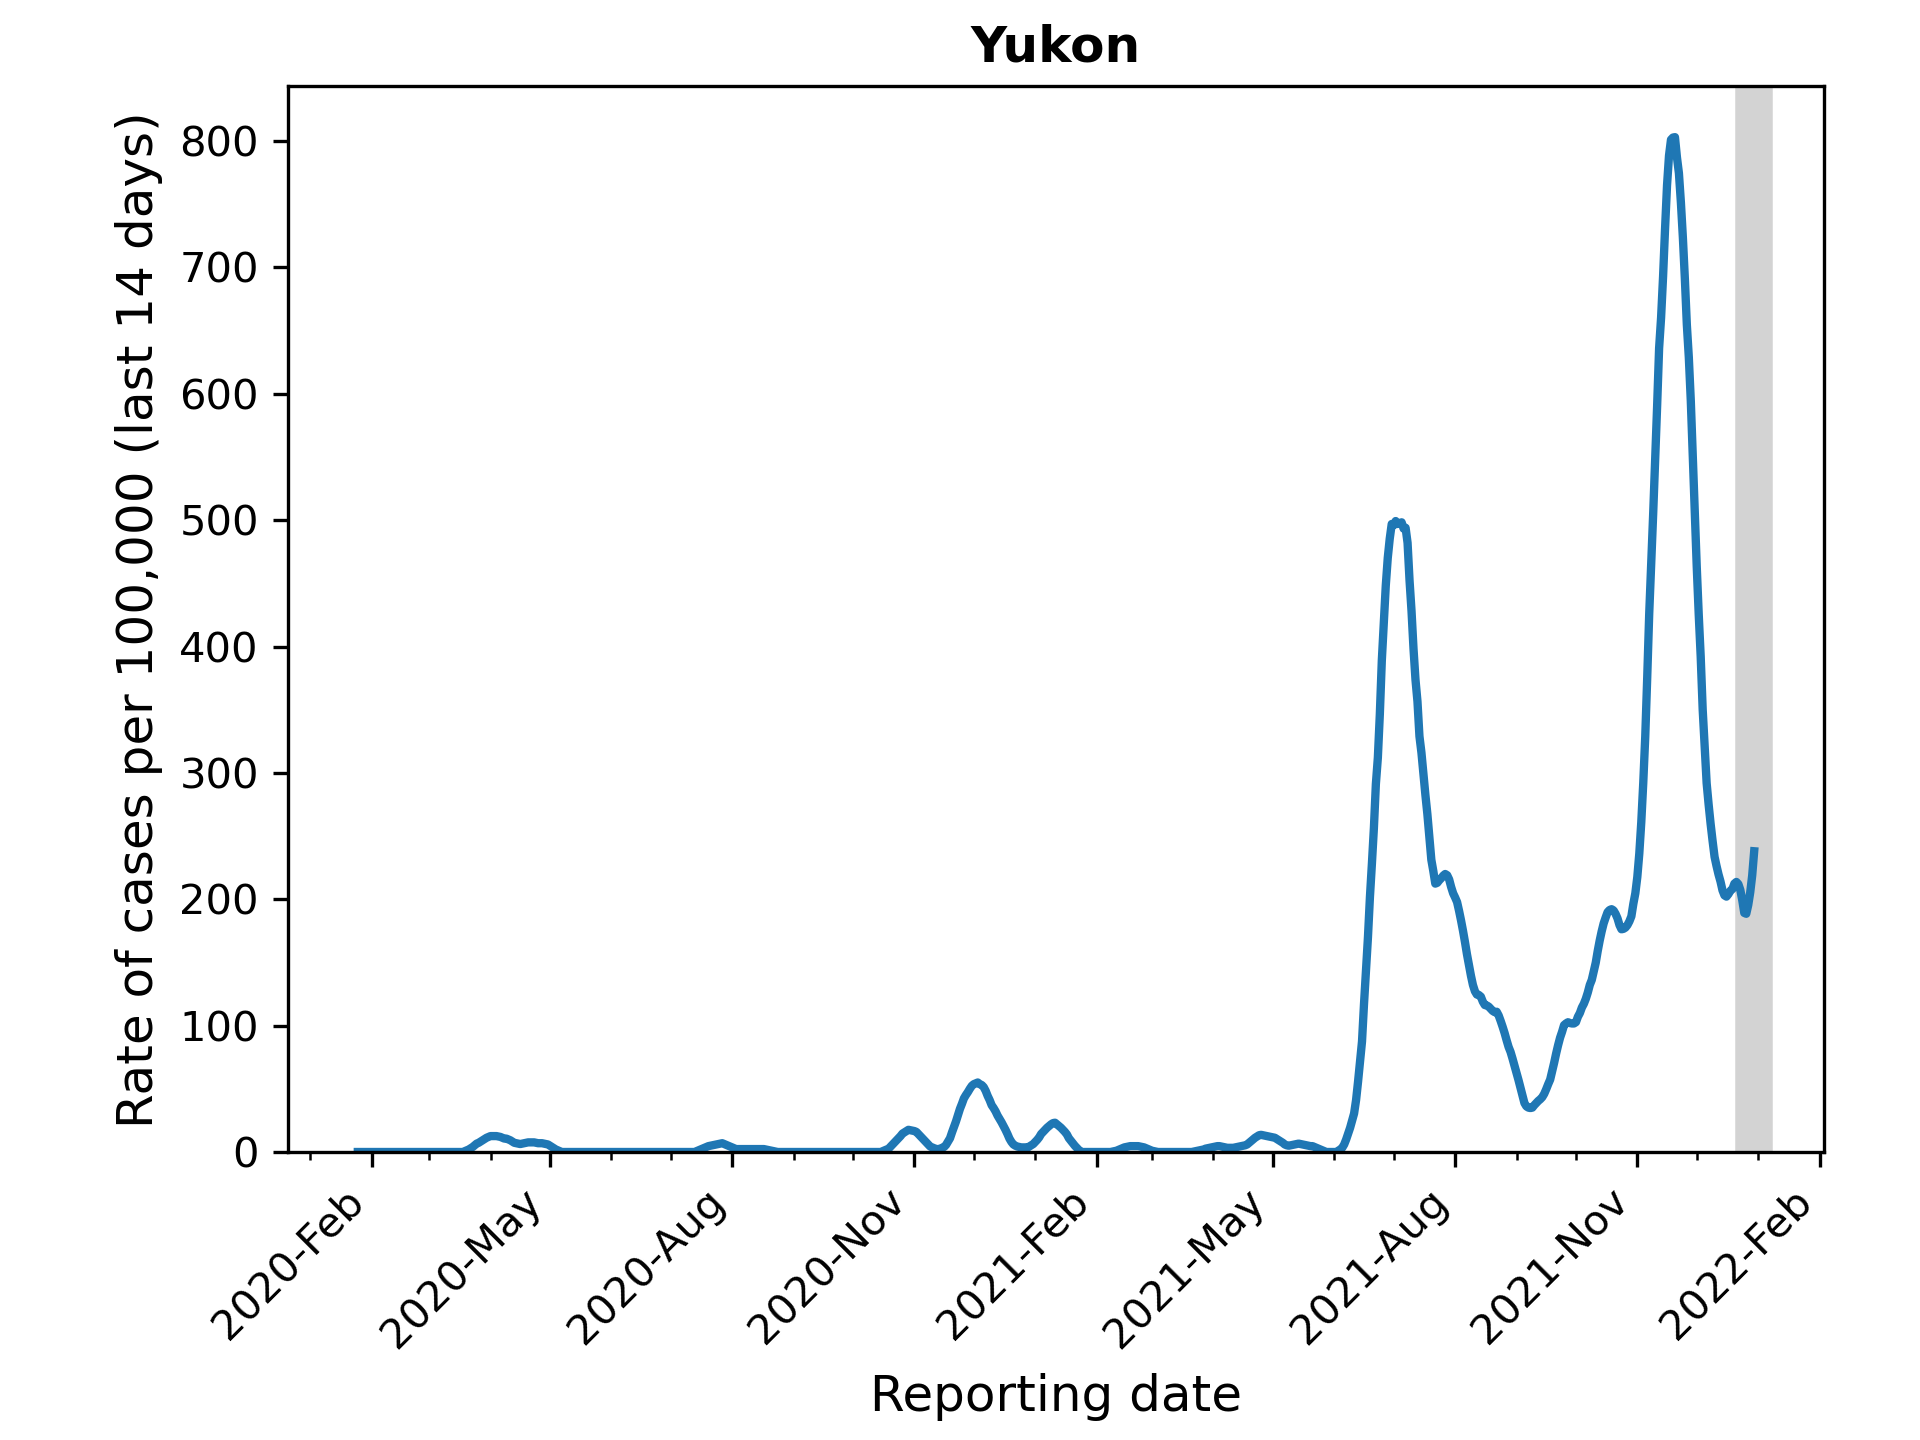 Yukon
Rate of cases per 100,000 (last 14 days)
800
700
600
500
400
300
200
100
0
2020-Feb
2020-May
2020-Aug
2020-Nov
2021-Feb
2021-May
2021-Aug
2021-Nov
2022-Feb
Reporting date